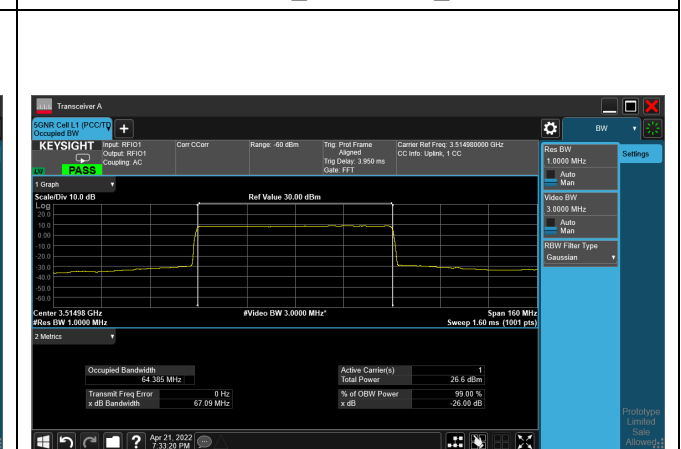 Transceiver A
5GNR Cell L1 (PCC/TD
Occupied BW
+
KEYSIGHT
PASS
Input: RFIO1
Output: RFIO1
Coupling: AC
Corr CCorr
Range: -60 dBm
Trig: Prot Frame
Aligned
Trig Delay: 3.950 ms
Gate: FFT
Carrier Ref Freq: 3.514980000 GHz
CC Info: Uplink, 1 CC
BW
Settings
Res BW
1.0000 MHz
Auto
Man
Video BW
3.0000 MHz
Auto
Man
RBW Filter Type
Gaussian
1 Graph
Scale/Div 10.0 dB
Ref Value 30.00 dBm
Log
20.0
10.0
0.00
-10.0
-20.0
-30.0
-40.0
-50.0
-60.0
Center 3.51498 GHz
#Video BW 3.0000 MHz*
Span 160 MHz
#Res BW 1.0000 MHz
Sweep 1.60 ms (1001 pts)
2 Metrics
Occupied Bandwidth
64.385 MHz
Active Carrier(s) 1
Total Power 26.6 dBm
Transmit Freq Error 0 Hz
x dB Bandwidth 67.09 MHz
% of OBW Power 99.00 %
x dB -26.00 dB
Prototype
Limited
Sale
Allowed
?
Apr 21, 2022
7:33:20 PM